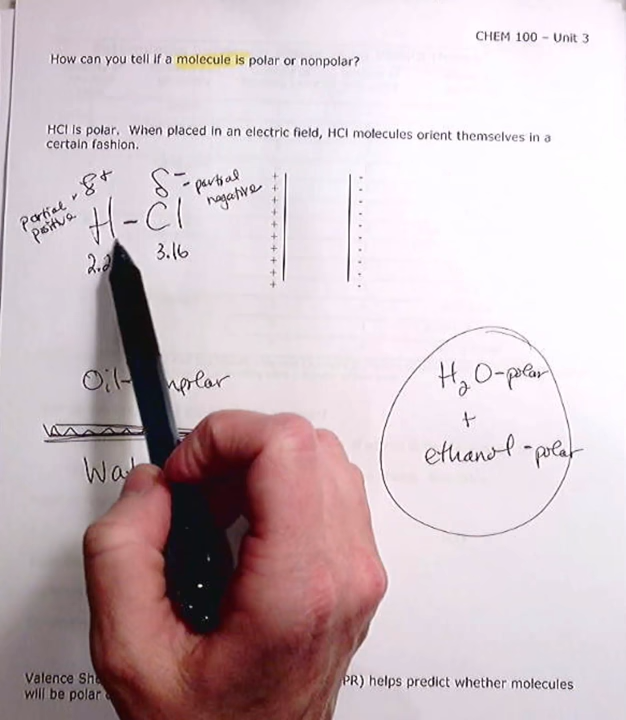 CHEM 100 – Unit 3
How can you tell if a molecule is polar or nonpolar?
HCl is polar. When placed in an electric field, HCl molecules orient themselves in a
certain fashion.
δ+ δ-
partial positive
- partial negative
H-Cl
3.16
H2O-polar
+
ethanol-polar
Valence
PR) helps predict whether molecules
will be polar